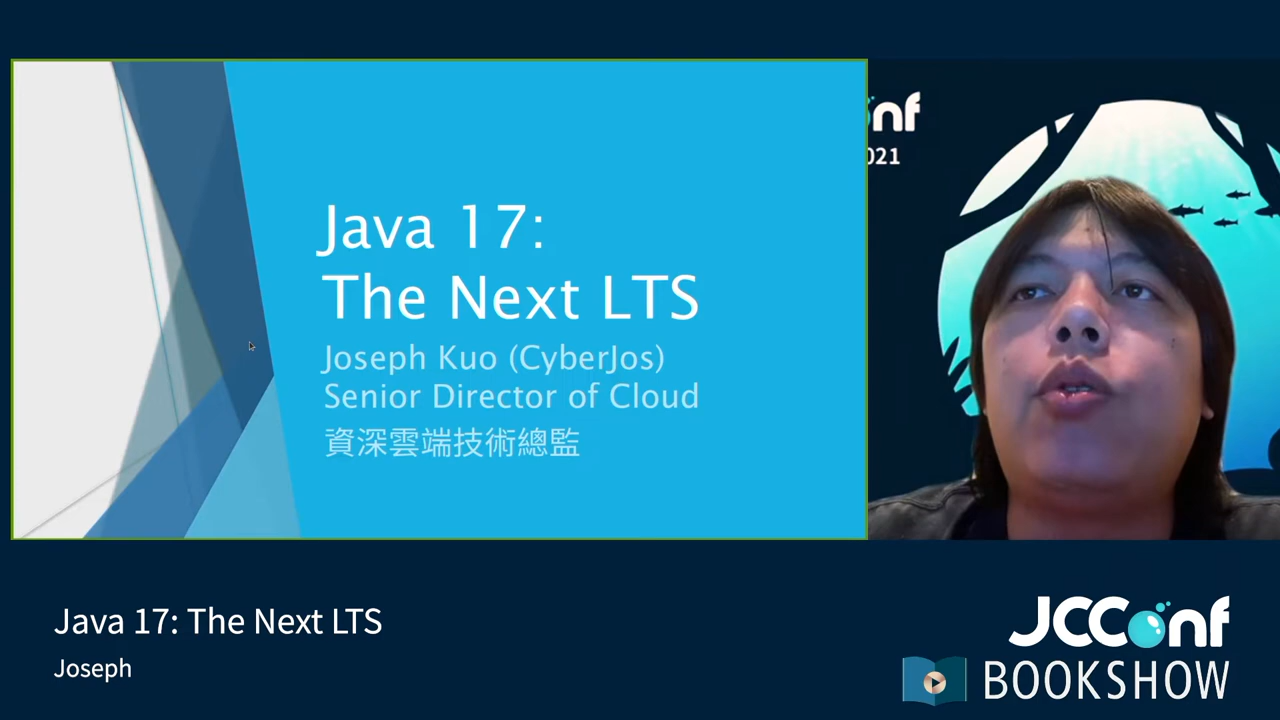 Java 17:
The Next LTS
Joseph Kuo (CyberJos)
Senior Director of Cloud
資深雲端技術總監
nf
021
Java 17: The Next LTS
Joseph
JCConf
BOOKSHOW